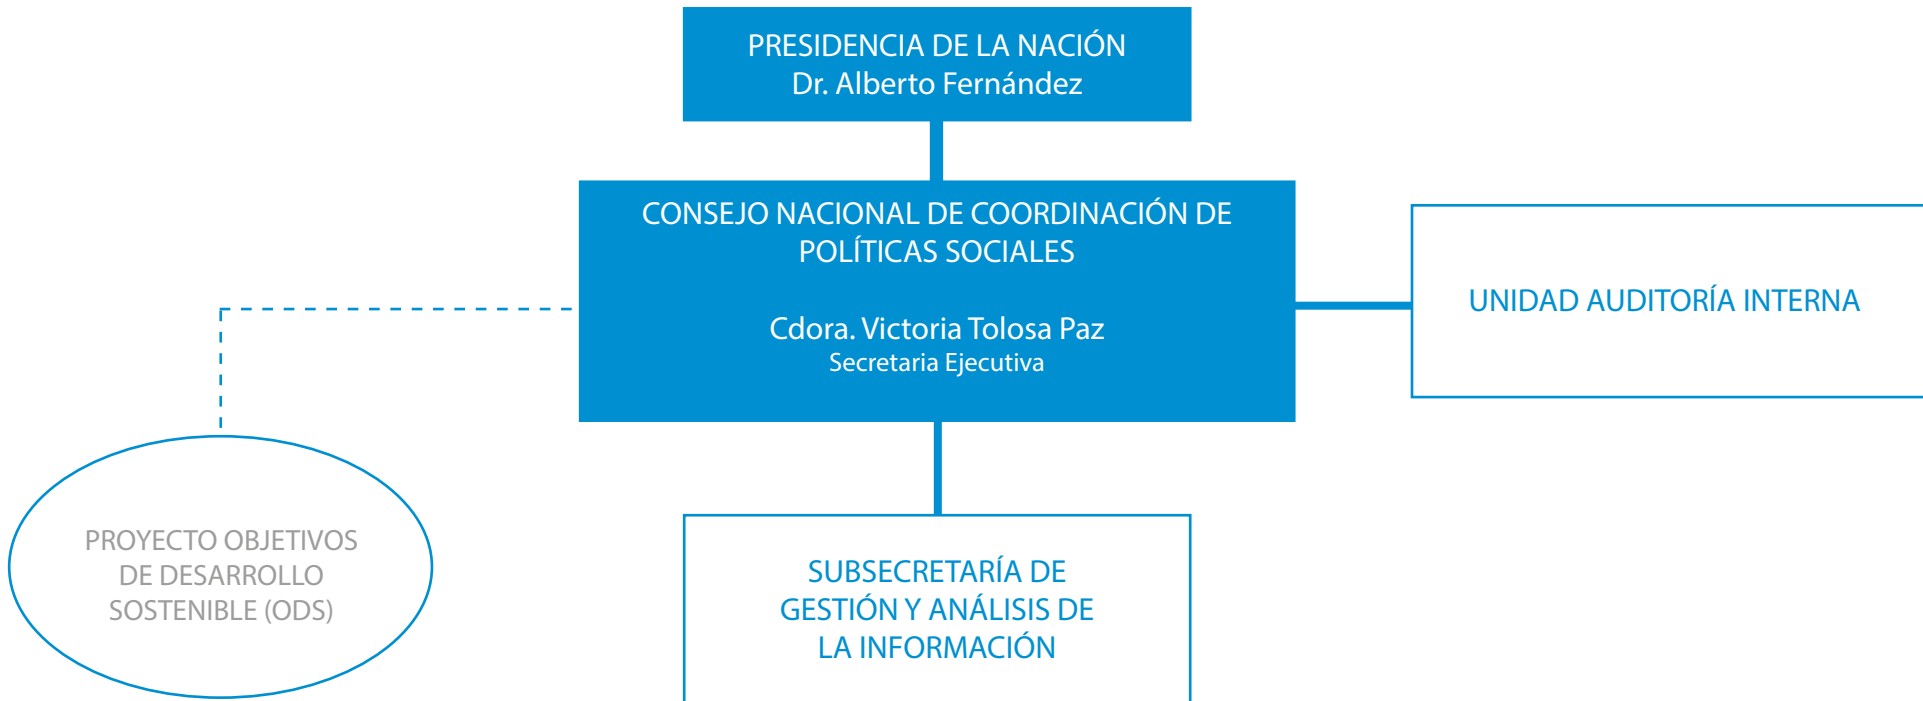 PRESIDENCIA DE LA NACIÓN
Dr. Alberto Fernández
CONSEJO NACIONAL DE COORDINACIÓN DE
POLÍTICAS SOCIALES
Cdora. Victoria Tolosa Paz
Secretaria Ejecutiva
UNIDAD AUDITORÍA INTERNA
PROYECTO OBJETIVOS
DE DESARROLLO
SOSTENIBLE (ODS)
SUBSECRETARÍA DE
GESTIÓN Y ANÁLISIS DE
LA INFORMACIÓN